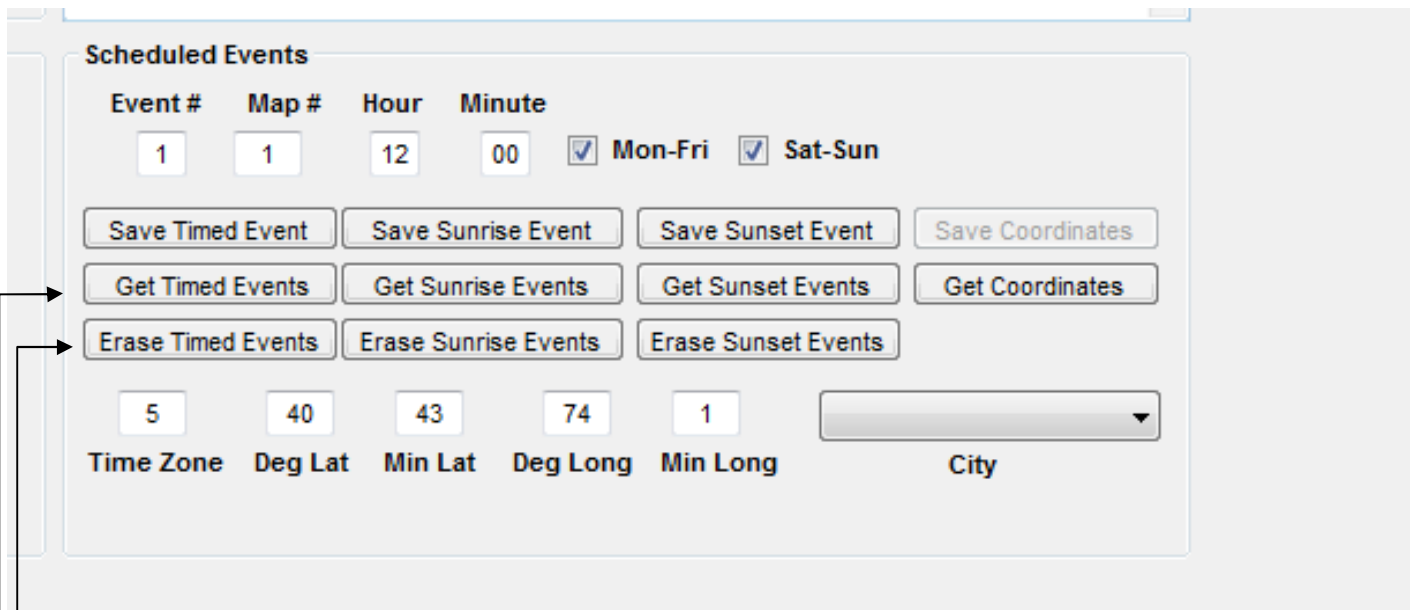 Scheduled Events
Event # Map # Hour Minute
1 1 12 00 Mon-Fri Sat-Sun
Save Timed Event Save Sunrise Event Save Sunset Event Save Coordinates
Get Timed Events Get Sunrise Events Get Sunset Events Get Coordinates
Erase Timed Events Erase Sunrise Events Erase Sunset Events
5 40 43 74 1
Time Zone Deg Lat Min Lat Deg Long Min Long City